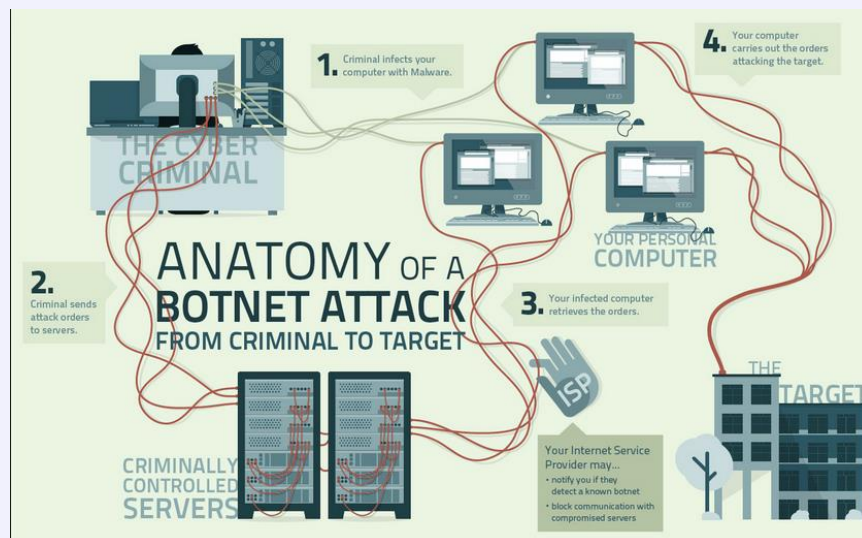 1. Criminal infects your
computer with Malware.
4. Your computer
carries out the orders
attacking the target.
THE CYBER
CRIMINAL
YOUR PERSONAL
COMPUTER
2.
Criminal sends
attack orders
to servers.
ANATOMY OF A
BOTNET ATTACK
FROM CRIMINAL TO TARGET
3. Your infected computer
retrieves the orders.
ISP
THE
TARGET
Your Internet Service
Provider may...
• notify you if they
detect a known botnet
• block communication with
compromised servers
CRIMINALLY
CONTROLLED
SERVERS